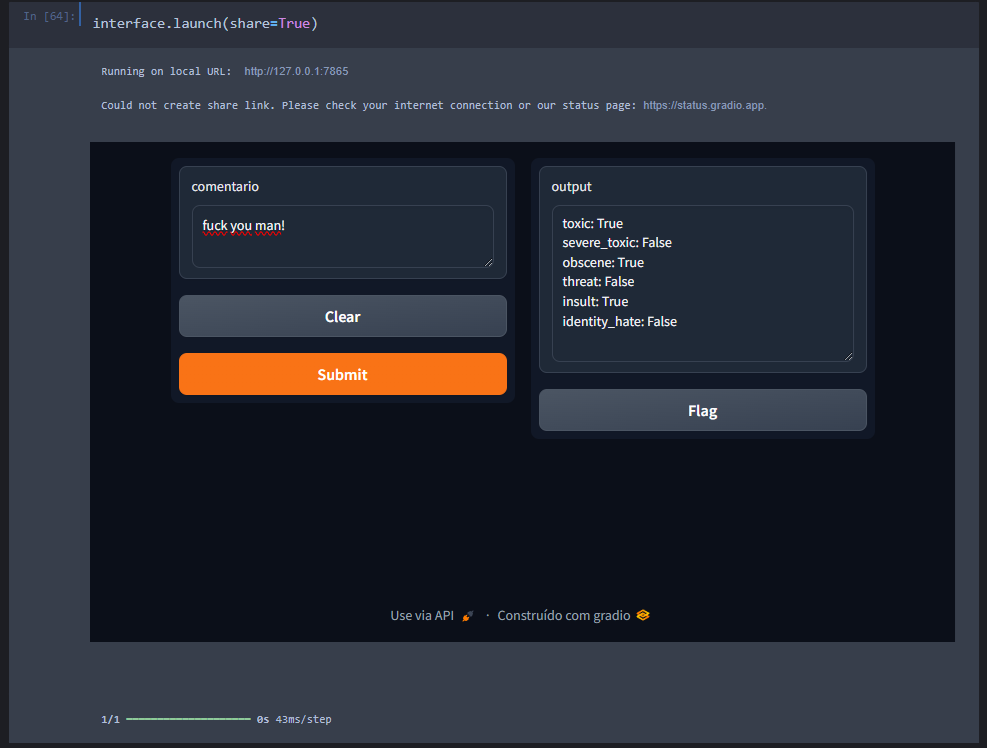 In [64]:
interface.launch(share=True)
Running on local URL: http://127.0.0.1:7865
Could not create share link. Please check your internet connection or our status page: https://status.gradio.app.
comentario
fuck you man!
Clear
Submit
output
toxic: True
severe_toxic: False
obscene: True
threat: False
insult: True
identity_hate: False
Flag
Use via API · Construído com gradio
1/1 ━━━━━━━━━━━━━━━━━━━━ 0s 43ms/step